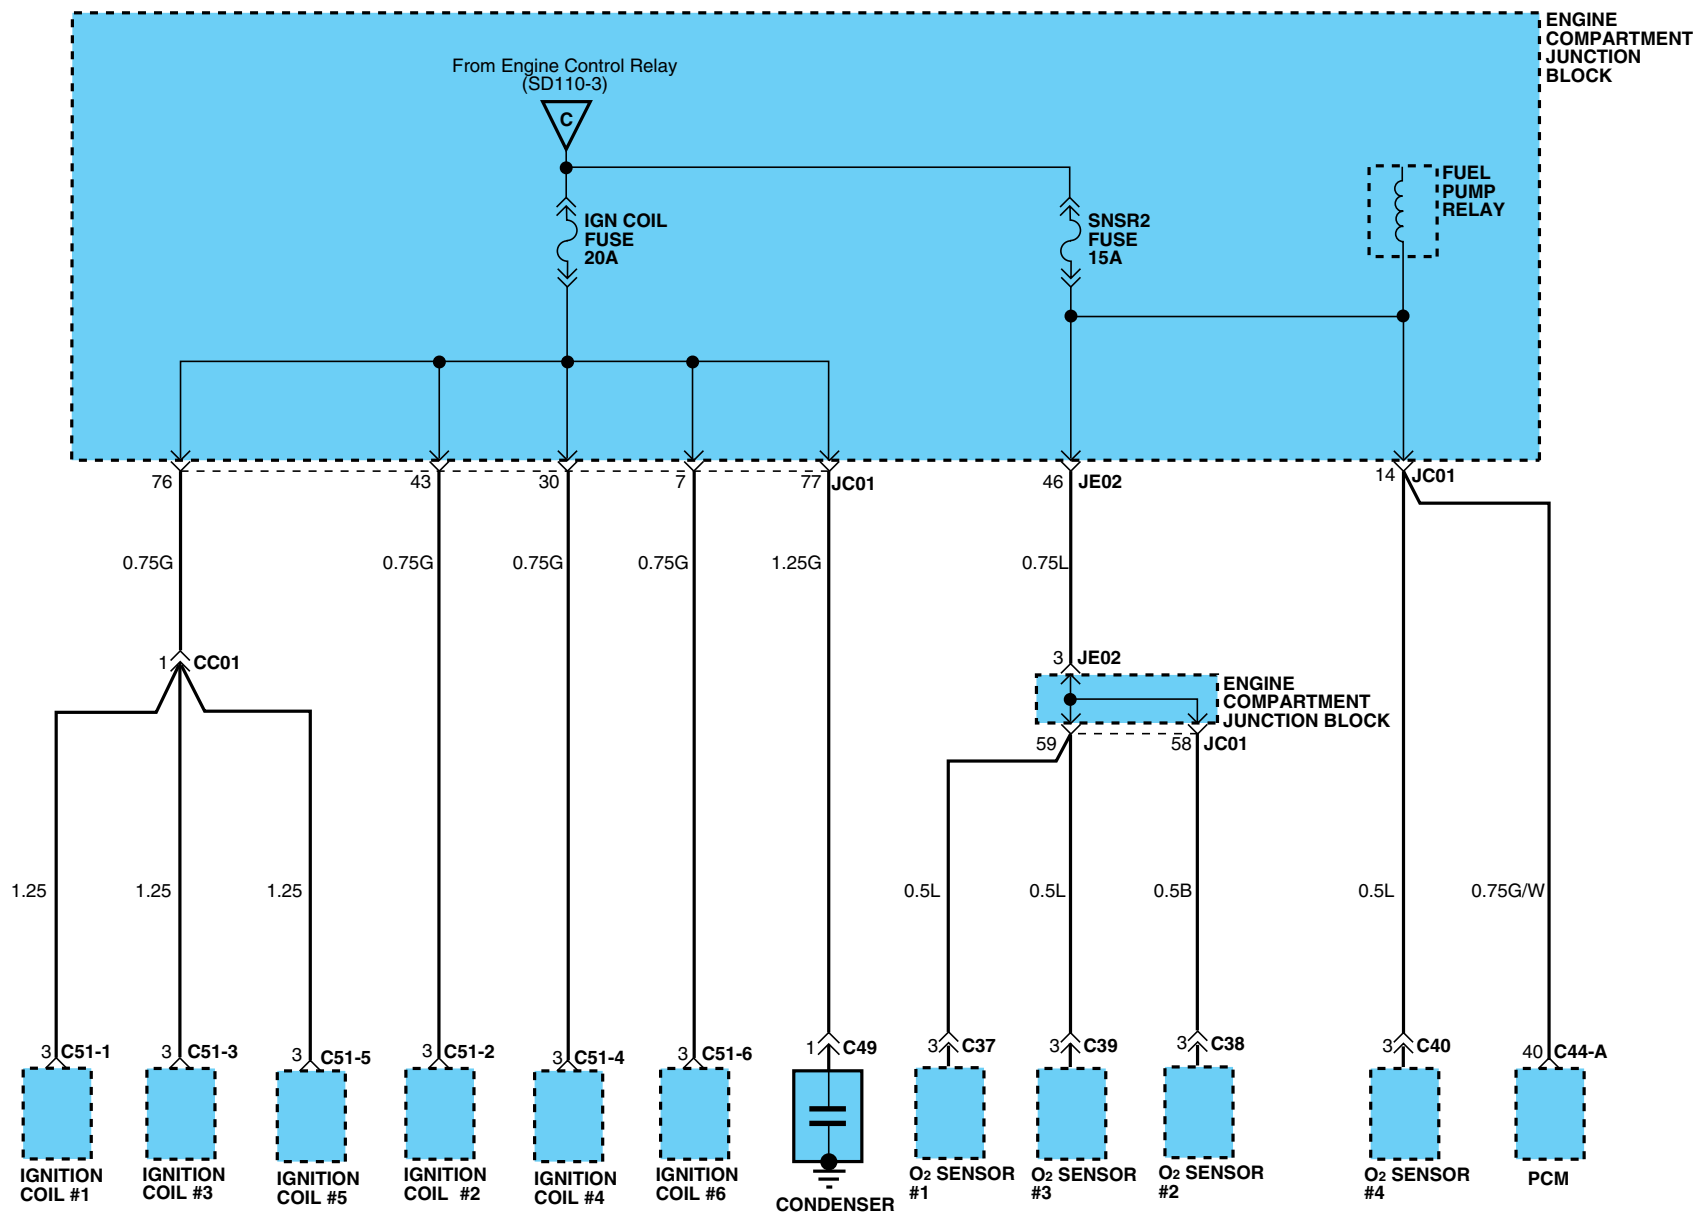 ENGINE
COMPARTMENT
JUNCTION
BLOCK
From Engine Control Relay
(SD110-3)
C
IGN COIL
FUSE
20A
SNSR2
FUSE
15A
FUEL
PUMP
RELAY
76
43
30
7
77
JC01
46
JE02
14
JC01
0.75G
0.75G
0.75G
0.75G
1.25G
0.75L
1
CC01
3
JE02
ENGINE
COMPARTMENT
JUNCTION BLOCK
59
58
JC01
1.25
1.25
1.25
0.5L
0.5L
0.5B
0.5L
0.75G/W
3
C51-1
3
C51-3
3
C51-5
3
C51-2
3
C51-4
3
C51-6
1
C49
3
C37
3
C39
3
C38
3
C40
40
C44-A
IGNITION
COIL #1
IGNITION
COIL #3
IGNITION
COIL #5
IGNITION
COIL #2
IGNITION
COIL #4
IGNITION
COIL #6
CONDENSER
O2 SENSOR
#1
O2 SENSOR
#3
O2 SENSOR
#2
O2 SENSOR
#4
PCM